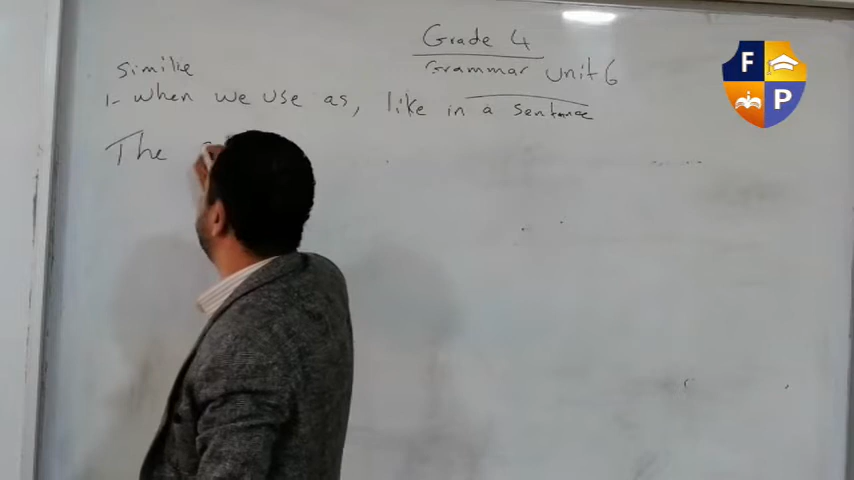 Grade 4
Grammar Unit 6
Simile
1- when we use as, like in a sentence
The
F
P